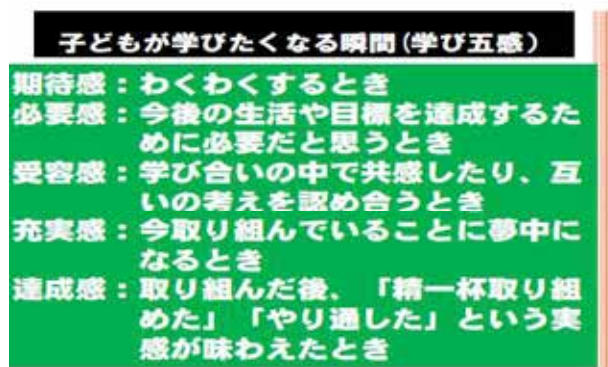 子どもが学びたくなる瞬間(学び五感)
期待感：わくわくするとき
必要感：今後の生活や目標を達成するた
めに必要だと思うとき
受容感：学び合いの中で共感したり、互
いの考えを認め合うとき
充実感：今取り組んでいることに夢中に
なるとき
達成感：取り組んだ後、「精一杯取り組
めた」「やり通した」という実
感が味わえたとき